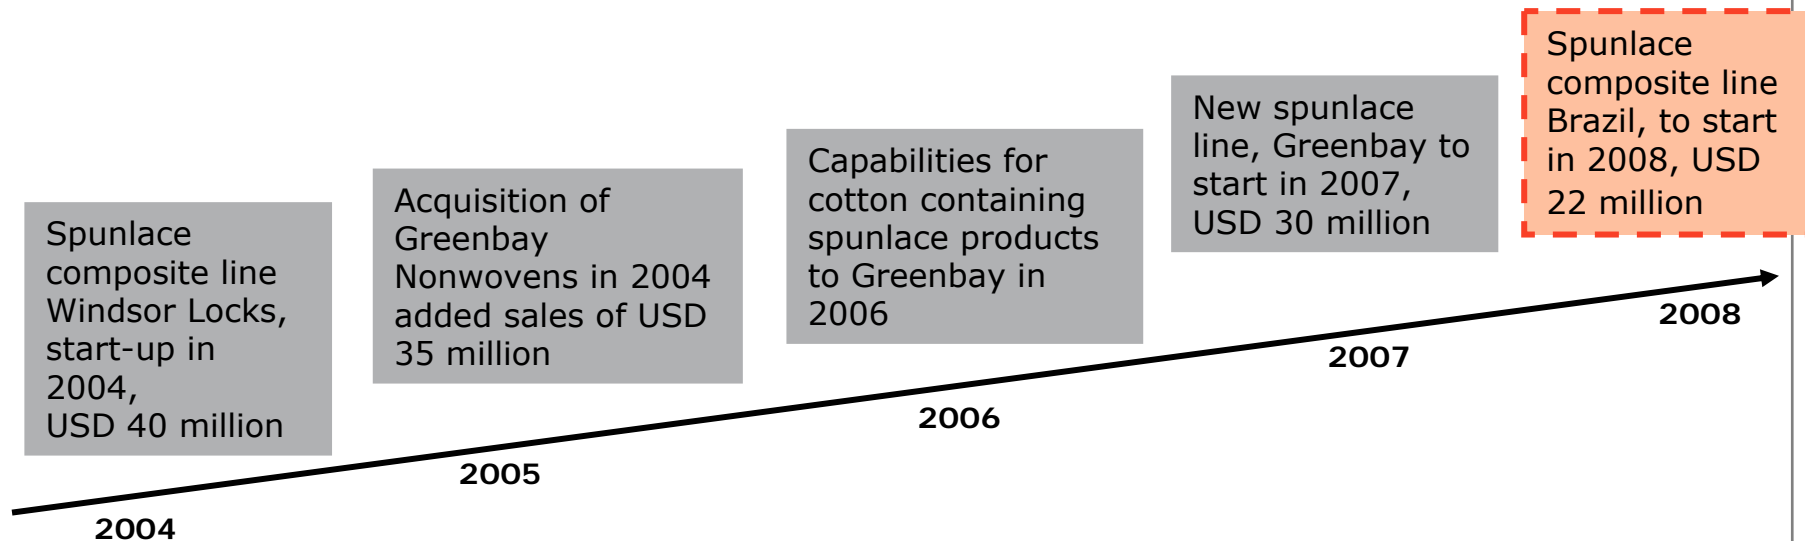 Spunlace
composite line
Windsor Locks,
start-up in
2004,
USD 40 million
Acquisition of
Greenbay
Nonwovens in 2004
added sales of USD
35 million
Capabilities for
cotton containing
spunlace products
to Greenbay in
2006
New spunlace
line, Greenbay to
start in 2007,
USD 30 million
Spunlace
composite line
Brazil, to start
in 2008, USD
22 million
2004
2005
2006
2007
2008